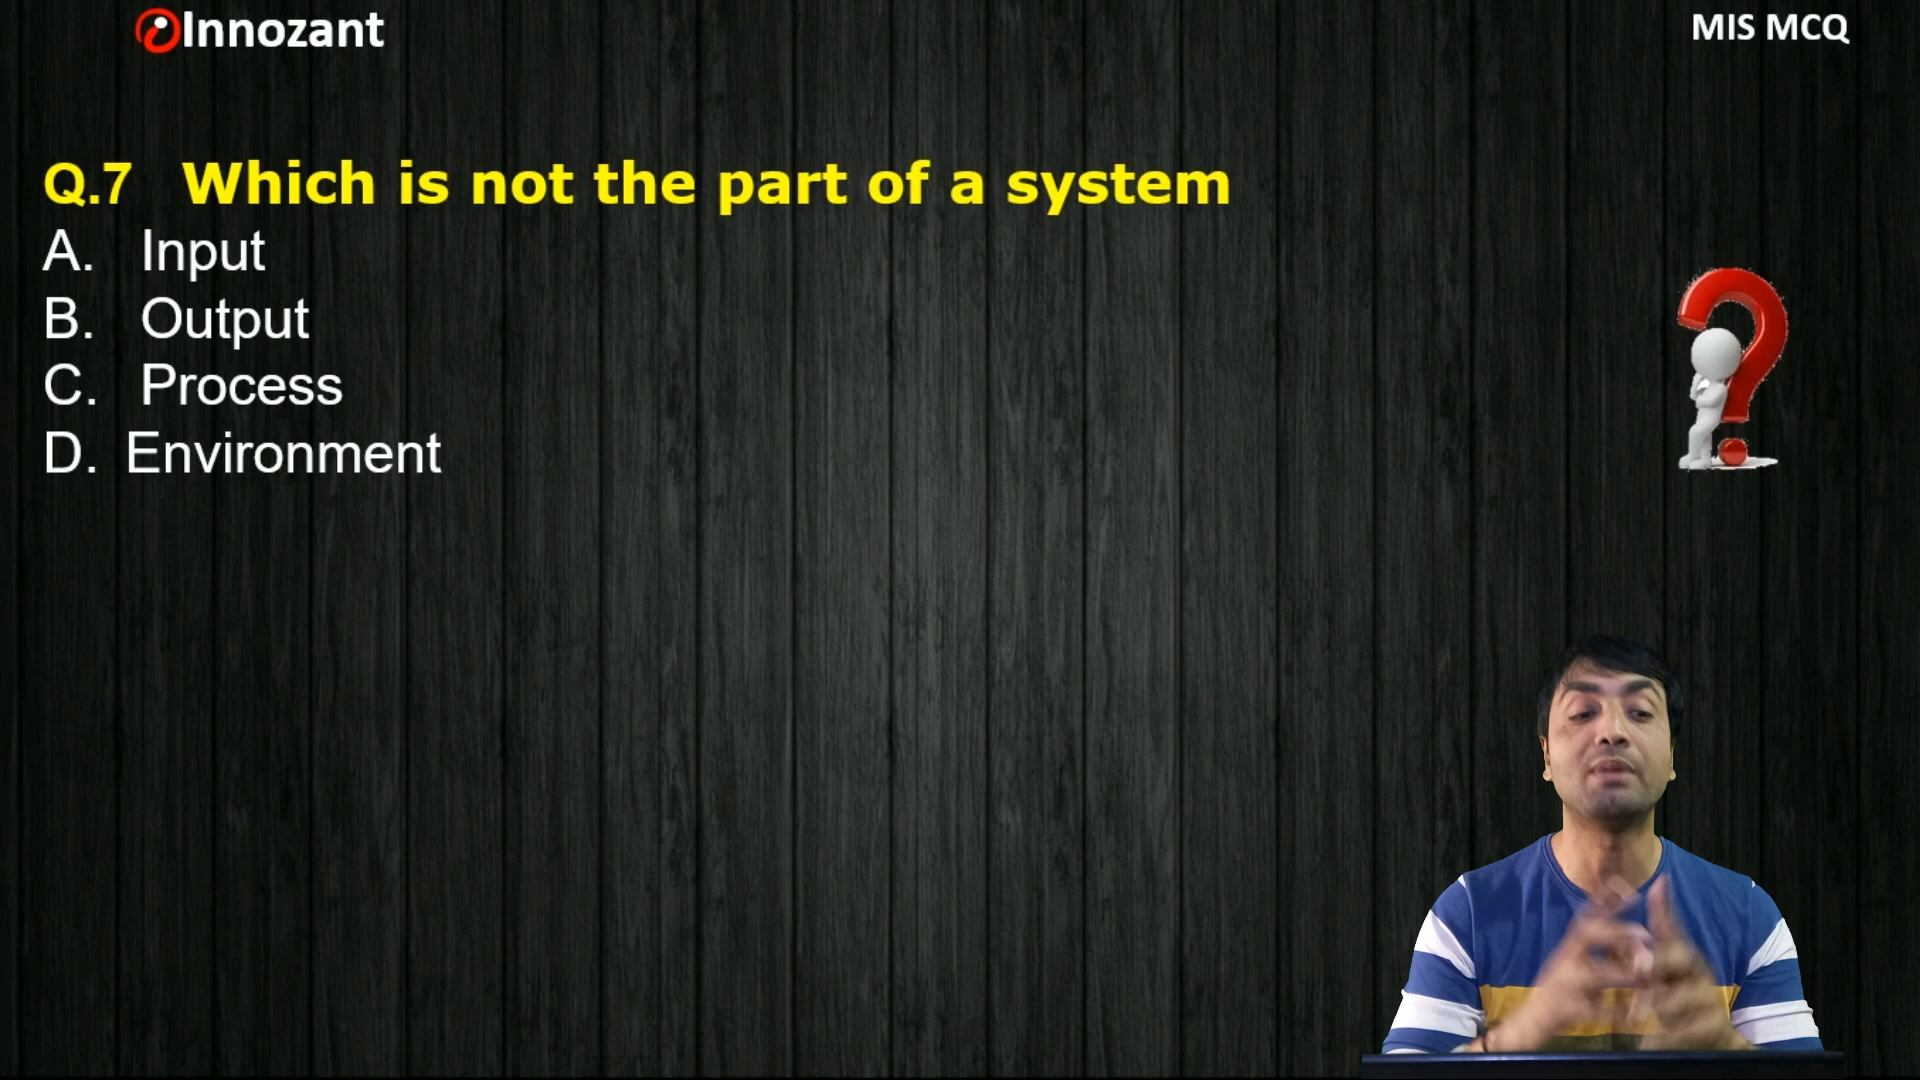 Innozant
MIS MCQ
Q.7 Which is not the part of a system
A. Input
B. Output
C. Process
D. Environment